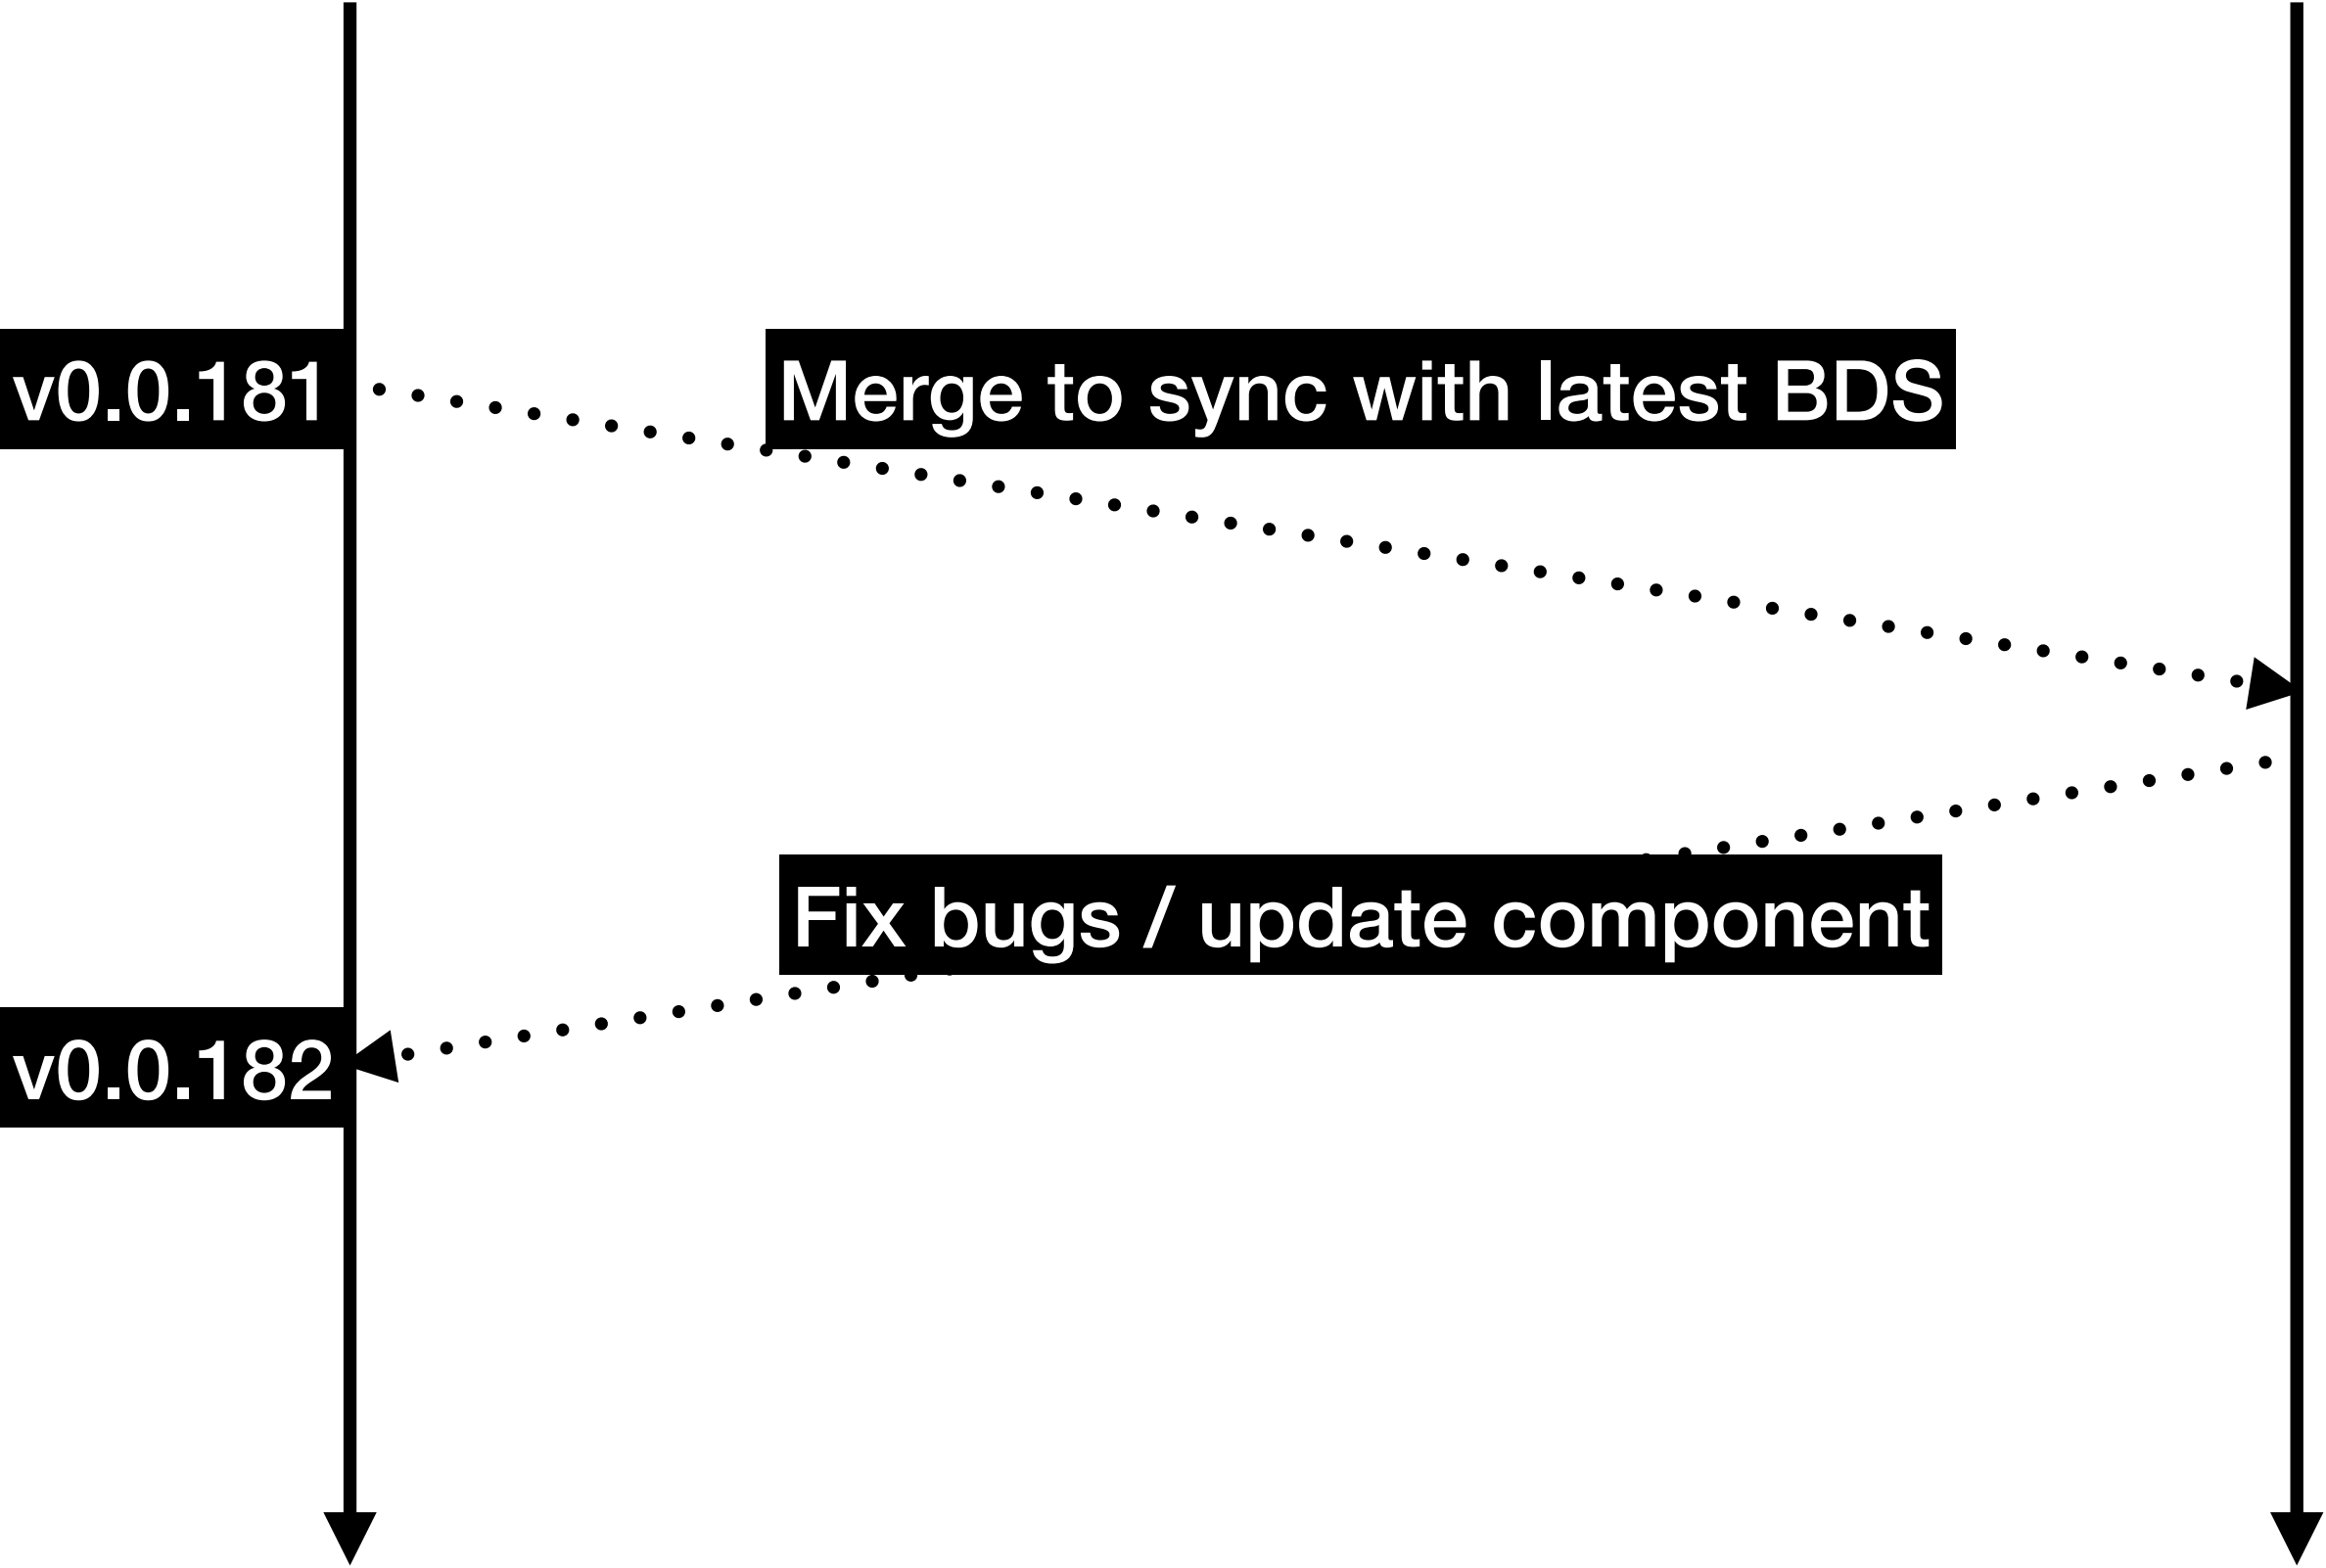 v0.0.181
Merge to sync with latest BDS
Fix bugs / update component
v0.0.182